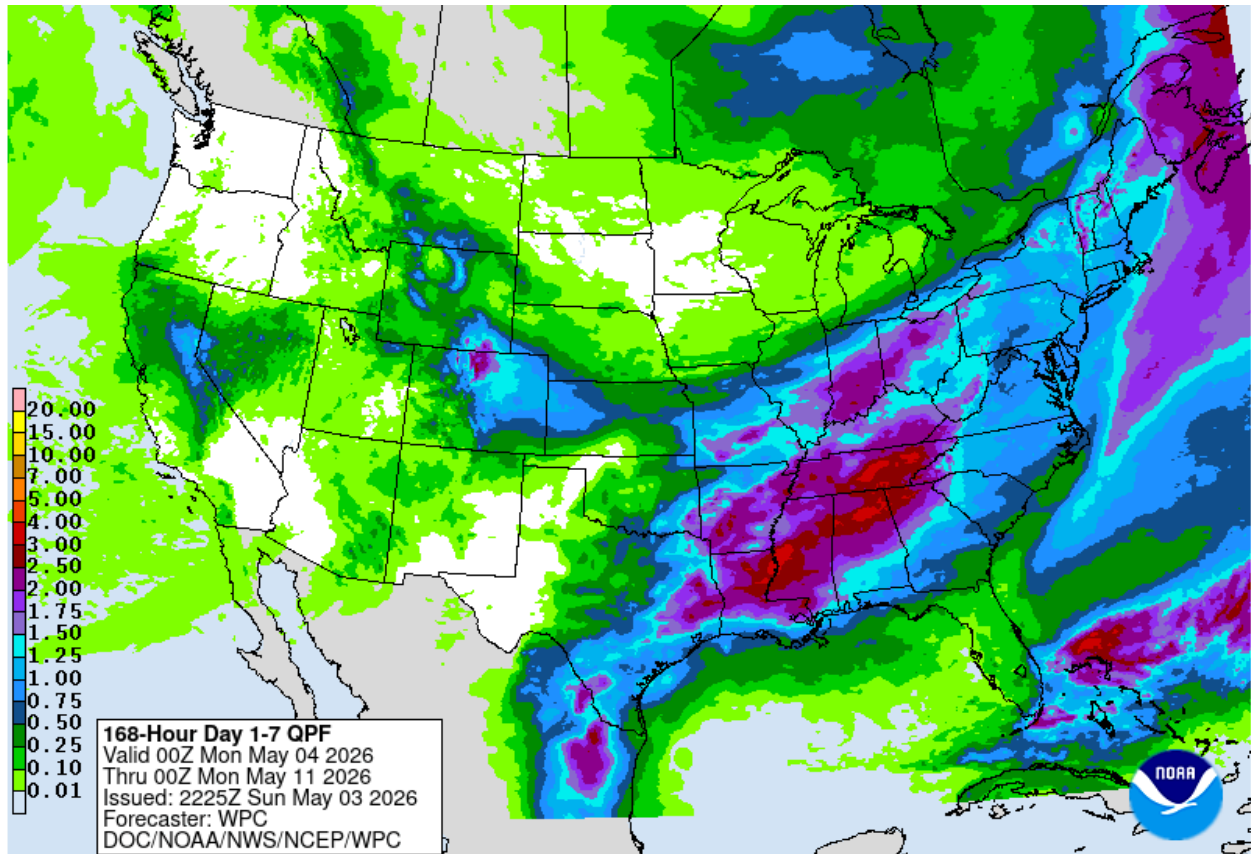 20.00
15.00
10.00
7.00
5.00
4.00
3.00
2.50
2.00
1.75
1.50
1.25
1.00
0.75
0.50
0.25
0.10
0.01
168-Hour Day 1-7 QPF
Valid 00Z Mon May 04 2026
Thru 00Z Mon May 11 2026
Issued: 2225Z Sun May 03 2026
Forecaster: WPC
DOC/NOAA/NWS/NCEP/WPC
NOAA